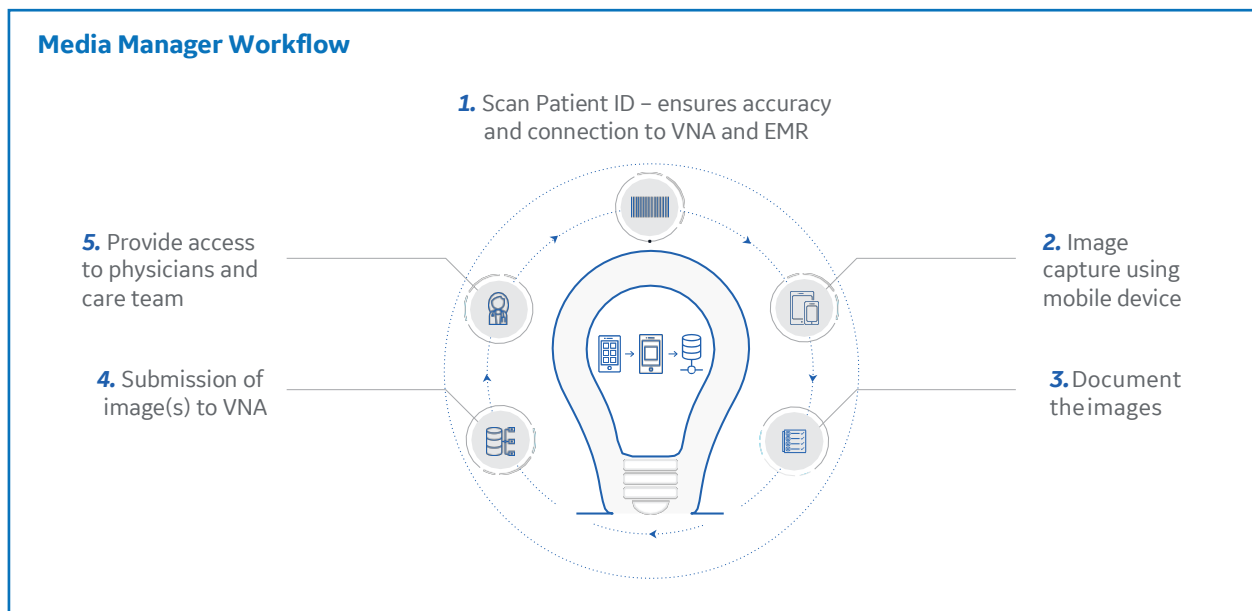 Media Manager Workflow
1. Scan Patient ID – ensures accuracy
and connection to VNA and EMR
2. Image
capture using
mobile device
3. Document
the images
4. Submission of
image(s) to VNA
5. Provide access
to physicians and
care team